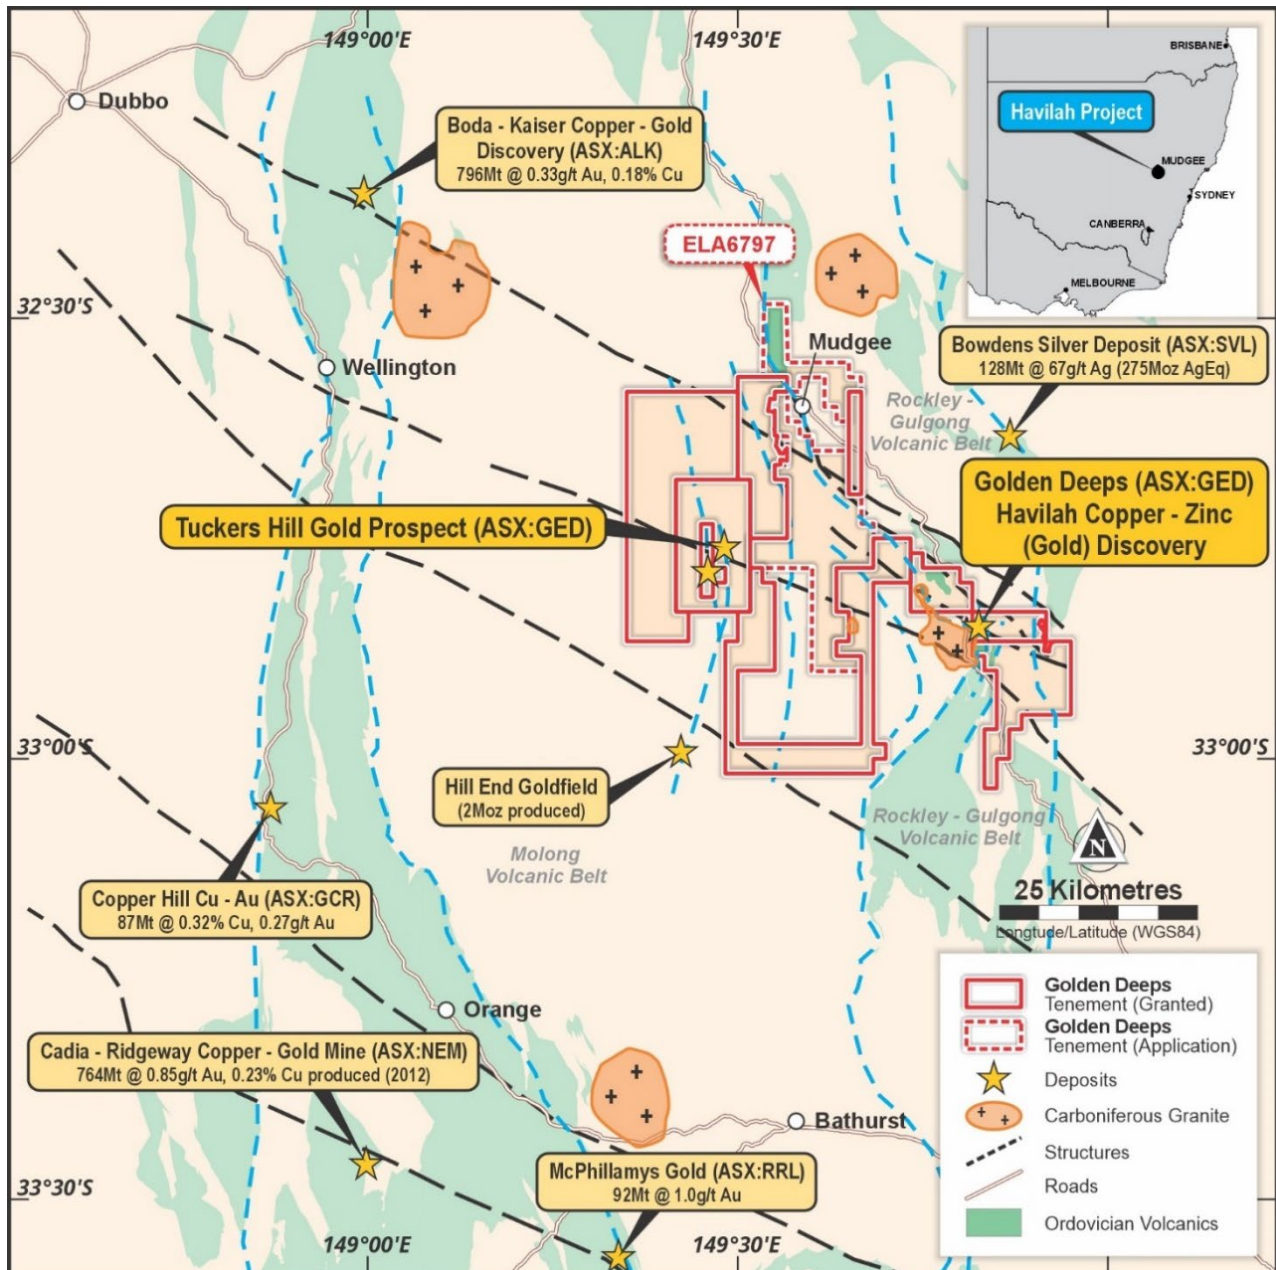 149°00'E
149°30'E
BRISBANE
Dubbo
Boda - Kaiser Copper - Gold
Discovery (ASX:ALK)
796Mt @ 0.33g/t Au, 0.18% Cu
Havilah Project
MUDGEE
SYDNEY
CANBERRA
MELBOURNE
ELA6797
32°30'S
Mudgee
Bowdens Silver Deposit (ASX:SVL)
128Mt @ 67g/t Ag (275Moz AgEq)
Wellington
Rockley -
Gulgong
Volcanic Belt
Golden Deeps (ASX:GED)
Havilah Copper - Zinc
(Gold) Discovery
Tuckers Hill Gold Prospect (ASX:GED)
33°00'S
33°00'S
Hill End Goldfield
(2Moz produced)
Rockley - Gulgong
Volcanic Belt
Molong
Volcanic Belt
N
Copper Hill Cu - Au (ASX:GCR)
87Mt @ 0.32% Cu, 0.27g/t Au
25 Kilometres
Longtude/Latitude (WGS84)
Orange
Cadia - Ridgeway Copper - Gold Mine (ASX:NEM)
764Mt @ 0.85g/t Au, 0.23% Cu produced (2012)
Bathurst
McPhillamys Gold (ASX:RRL)
92Mt @ 1.0g/t Au
33°30'S
149°00'E
149°30'E
Golden Deeps
Tenement (Granted)
Golden Deeps
Tenement (Application)
Deposits
Carboniferous Granite
Structures
Roads
Ordovician Volcanics